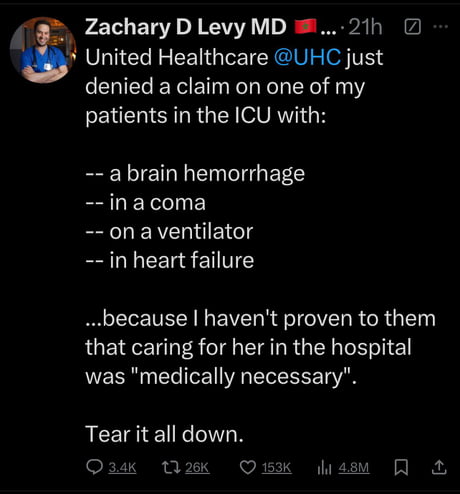 Zachary D Levy MD 🇲🇦 ... · 21h
United Healthcare @UHC just
denied a claim on one of my
patients in the ICU with:
-- a brain hemorrhage
-- in a coma
-- on a ventilator
-- in heart failure
...because I haven't proven to them
that caring for her in the hospital
was "medically necessary".
Tear it all down.
3.4K 26K 153K 4.8M